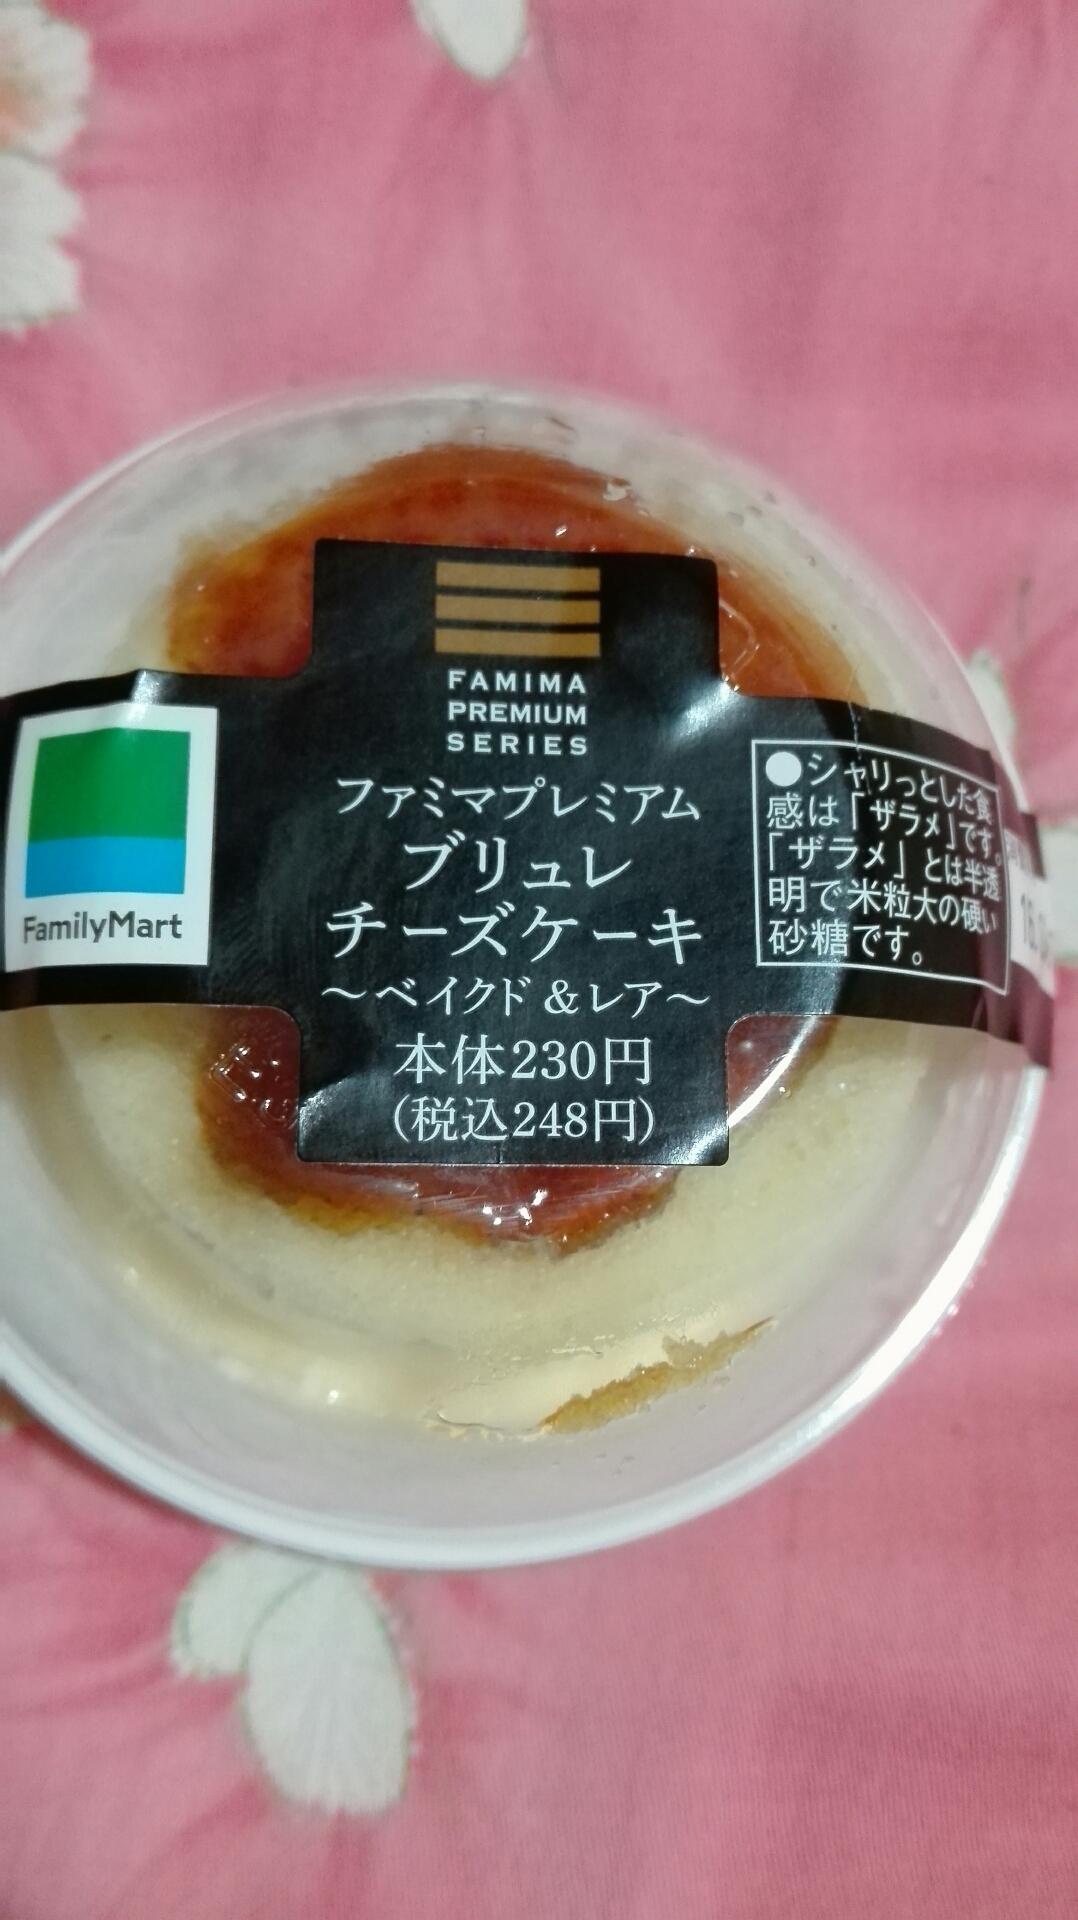 FAMIMA
PREMIUM
SERIES
ファミマプレミアム
ブリュレ
チーズケーキ
〜ベイクド&レア〜
本体230円
(税込248円)
FamilyMart
●シャリっとした食
感は「ザラメ」です。
「ザラメ」とは半透
明で米粒大の硬い
砂糖です。